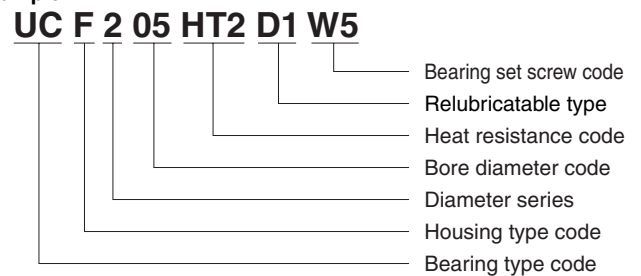 UC F 2 05 HT2 D1 W5
Bearing set screw code
Relubricatable type
Heat resistance code
Bore diameter code
Diameter series
Housing type code
Bearing type code